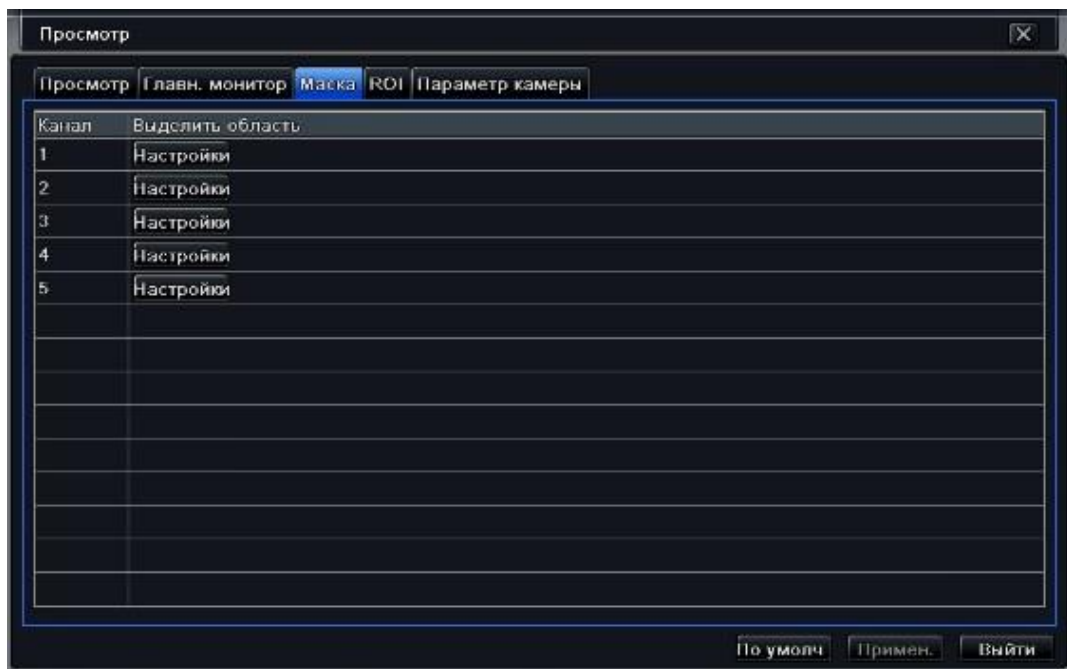 Просмотр
Просмотр Главн. монитор Маска ROI Параметр камеры
Канал Выделить область
1 Настройки
2 Настройки
3 Настройки
4 Настройки
5 Настройки
По умолч Примен. Выйти